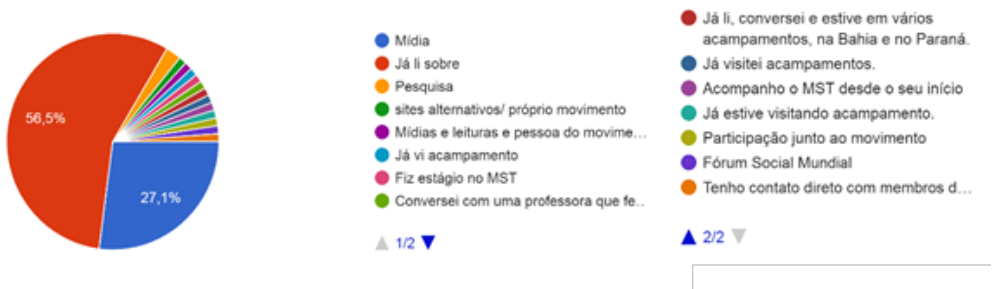 56,5%
27,1%
Mídia
Já li sobre
Pesquisa
sites alternativos/ próprio movimento
Mídias e leituras e pessoa do movime...
Já vi acampamento
Fiz estágio no MST
Conversei com uma professora que fe...
1/2
Já li, conversei e estive em vários
acampamentos, na Bahia e no Paraná.
Já visitei acampamentos.
Acompanho o MST desde o seu início
Já estive visitando acampamento.
Participação junto ao movimento
Fórum Social Mundial
Tenho contato direto com membros d...
2/2